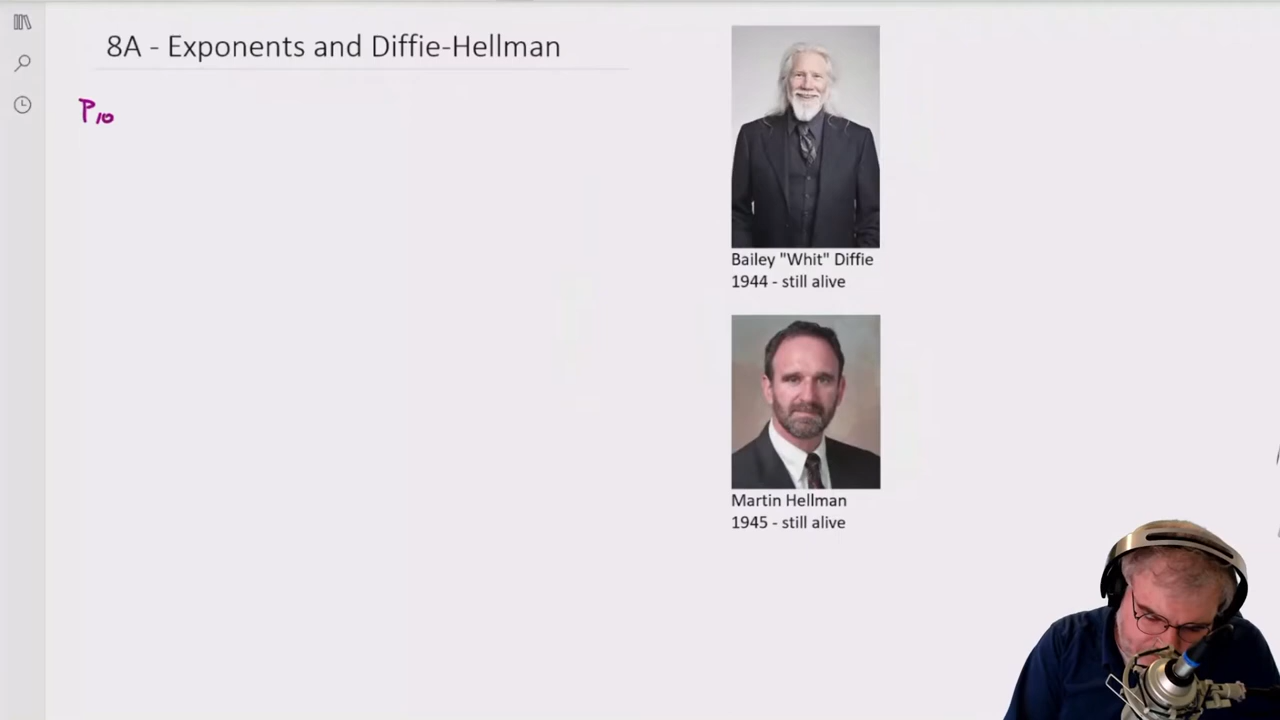 8A - Exponents and Diffie-Hellman
P10
Bailey "Whit" Diffie
1944 - still alive
Martin Hellman
1945 - still alive